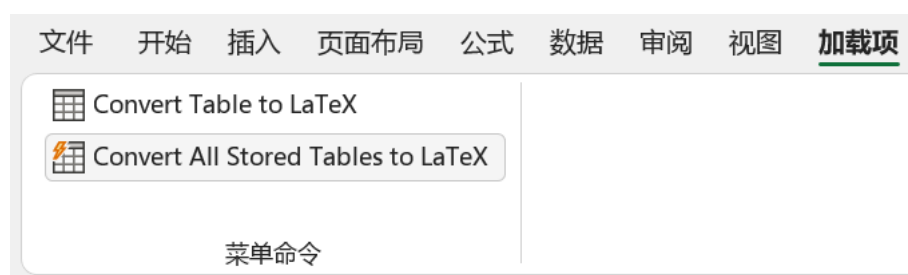 文件 开始 插入 页面布局 公式 数据 审阅 视图 加载项
Convert Table to LaTeX
Convert All Stored Tables to LaTeX
菜单命令